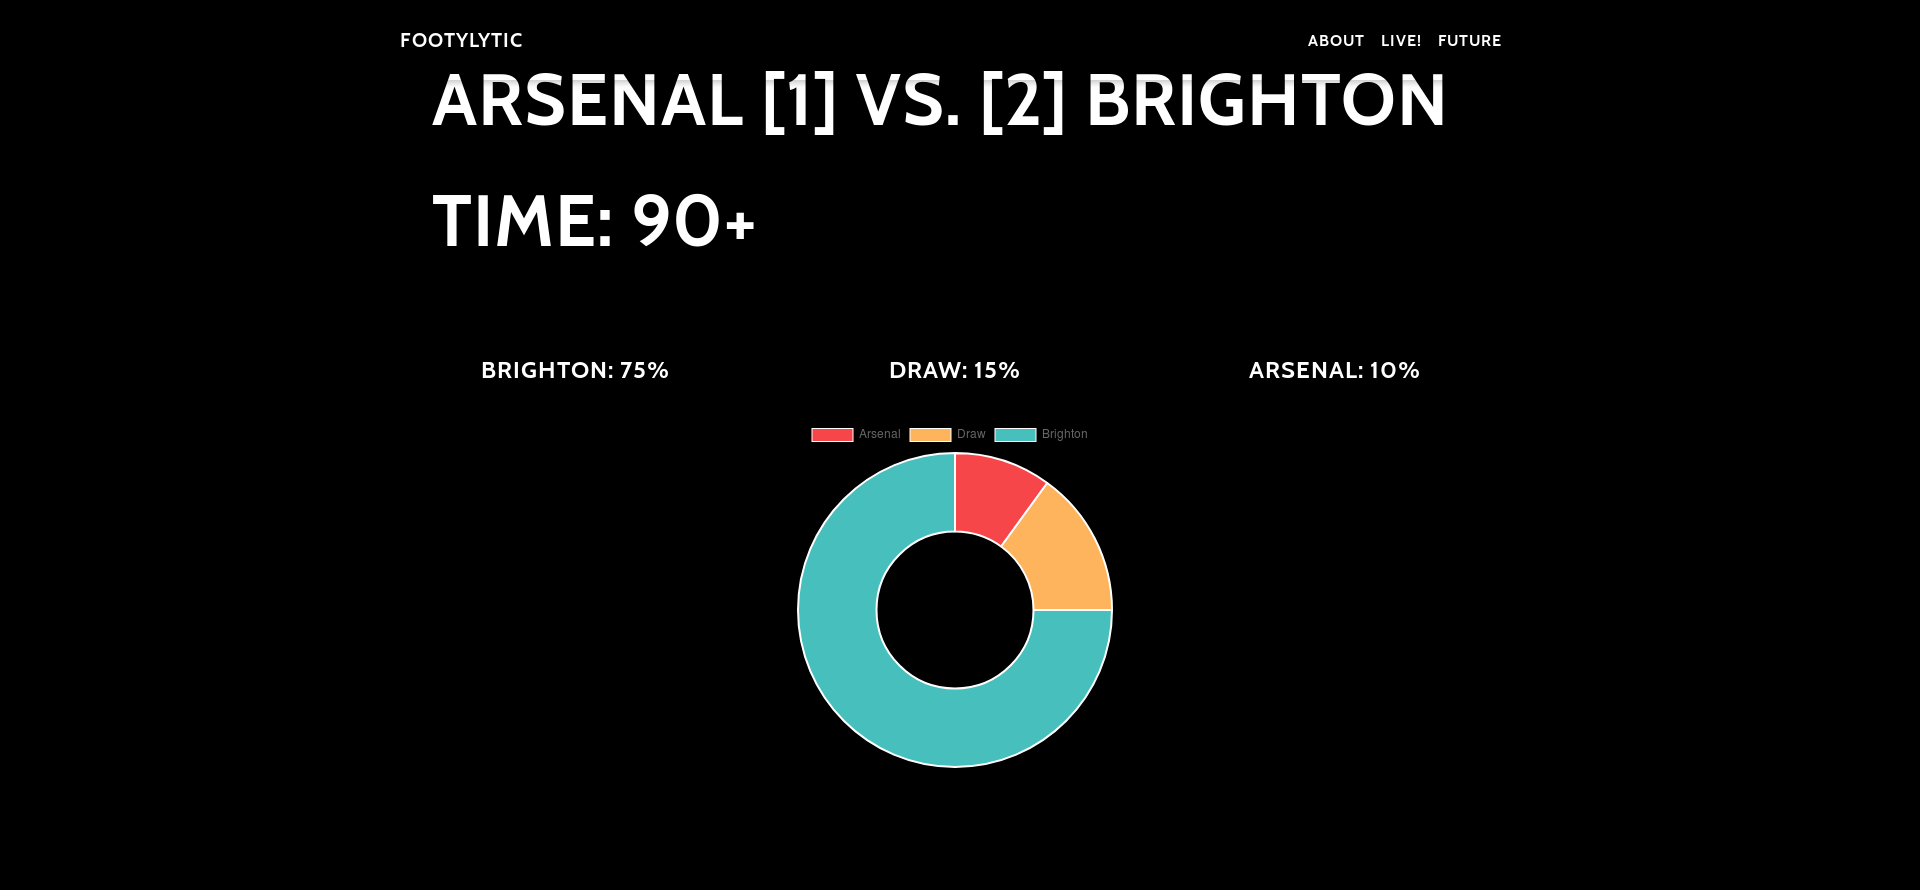 FOOTYLYTIC ABOUT LIVE! FUTURE
ARSENAL [1] VS. [2] BRIGHTON
TIME: 90+
BRIGHTON: 75% DRAW: 15% ARSENAL: 10%
Arsenal Draw Brighton